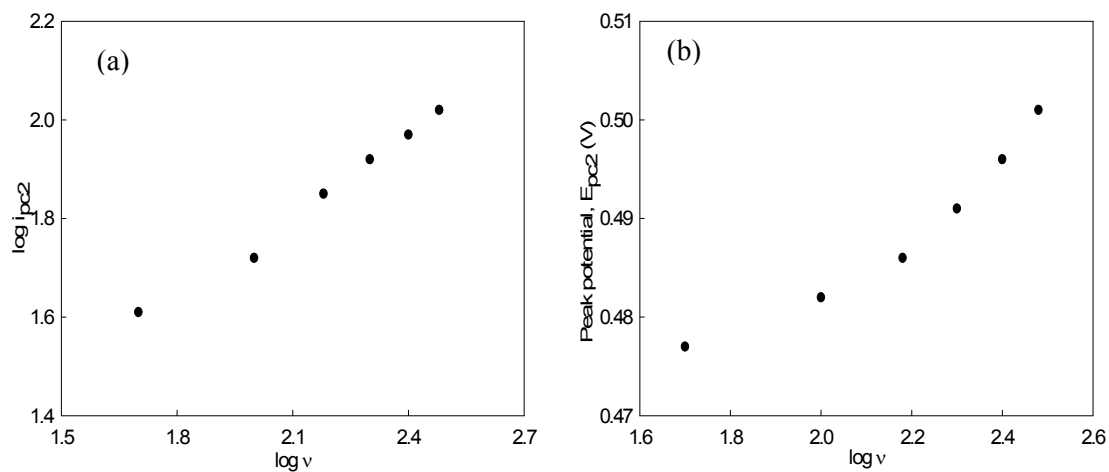 (a)
2.2
2.0
1.8
1.6
1.4
log ipc2
1.5 1.8 2.1 2.4 2.7
log ν
(b)
0.51
0.50
0.49
0.48
0.47
Peak potential, Epc2 (V)
1.6 1.8 2.0 2.2 2.4 2.6
log ν